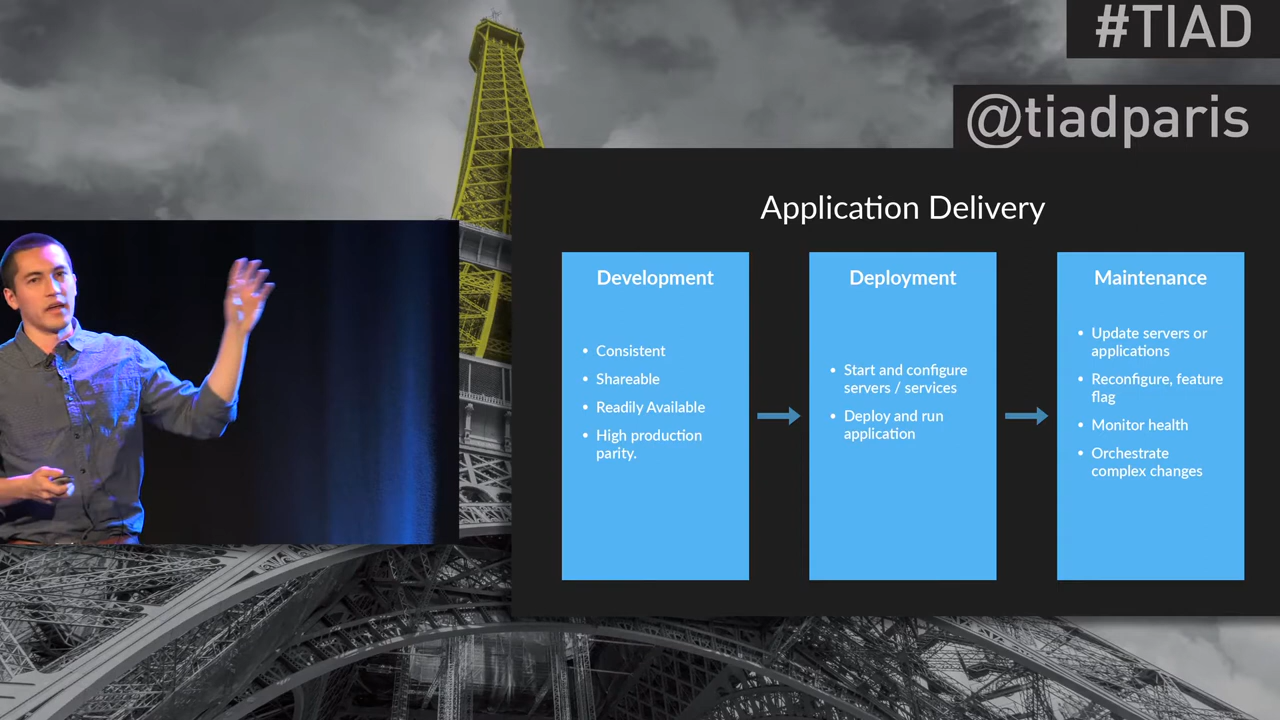 #TIAD
@tiadparis
Application Delivery
Development
• Consistent
• Shareable
• Readily Available
• High production
parity.
Deployment
• Start and configure
servers / services
• Deploy and run
application
Maintenance
• Update servers or
applications
• Reconfigure, feature
flag
• Monitor health
• Orchestrate
complex changes